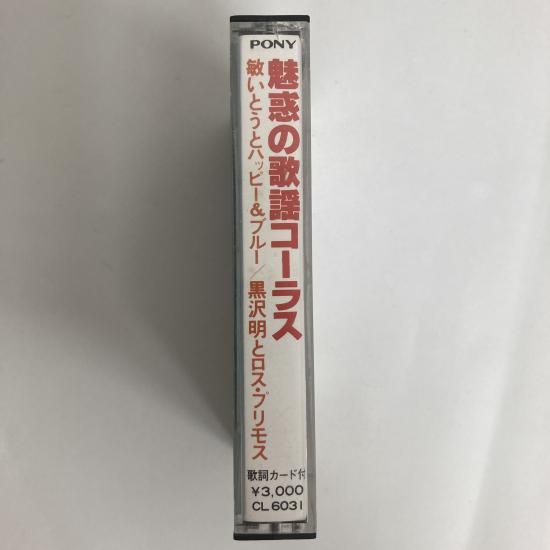 PONY
魅惑の歌謡コーラス
敏いとうとハッピー&ブルー/黒沢明とロス・プリモス
歌詞カード付
¥3,000
CL6031